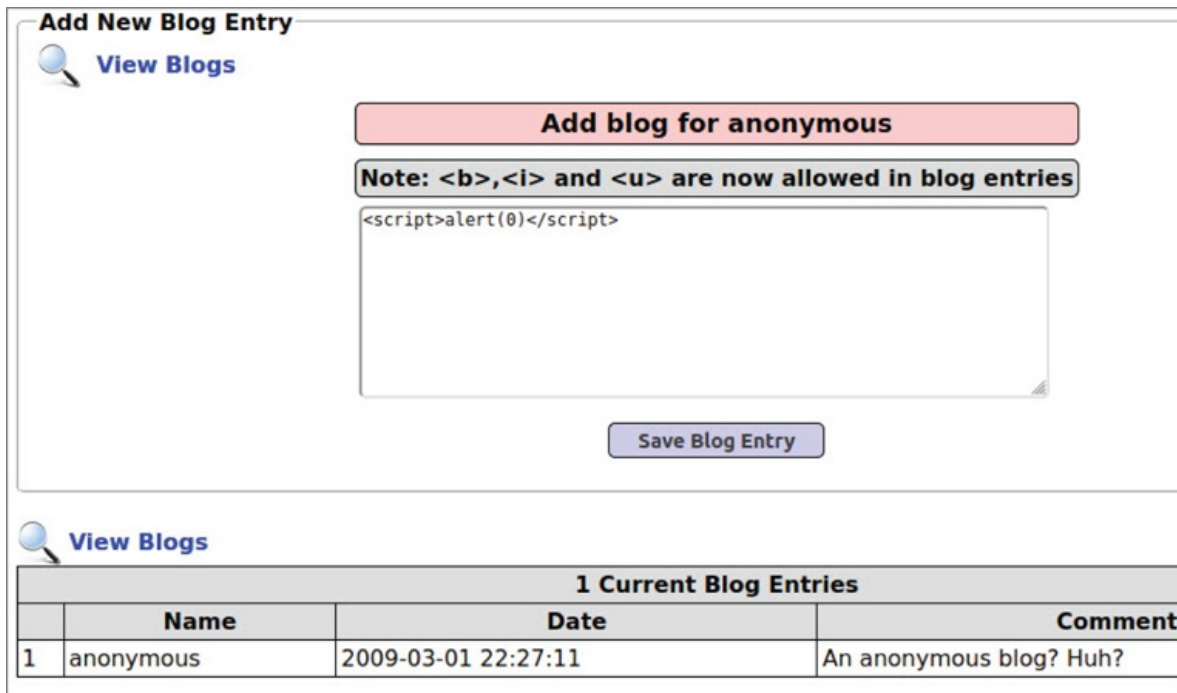 Add New Blog Entry
View Blogs
Add blog for anonymous
Note: <b>,<i> and <u> are now allowed in blog entries
<script>alert(0)</script>
Save Blog Entry
View Blogs
1 Current Blog Entries
Name Date Comment
1 anonymous 2009-03-01 22:27:11 An anonymous blog? Huh?